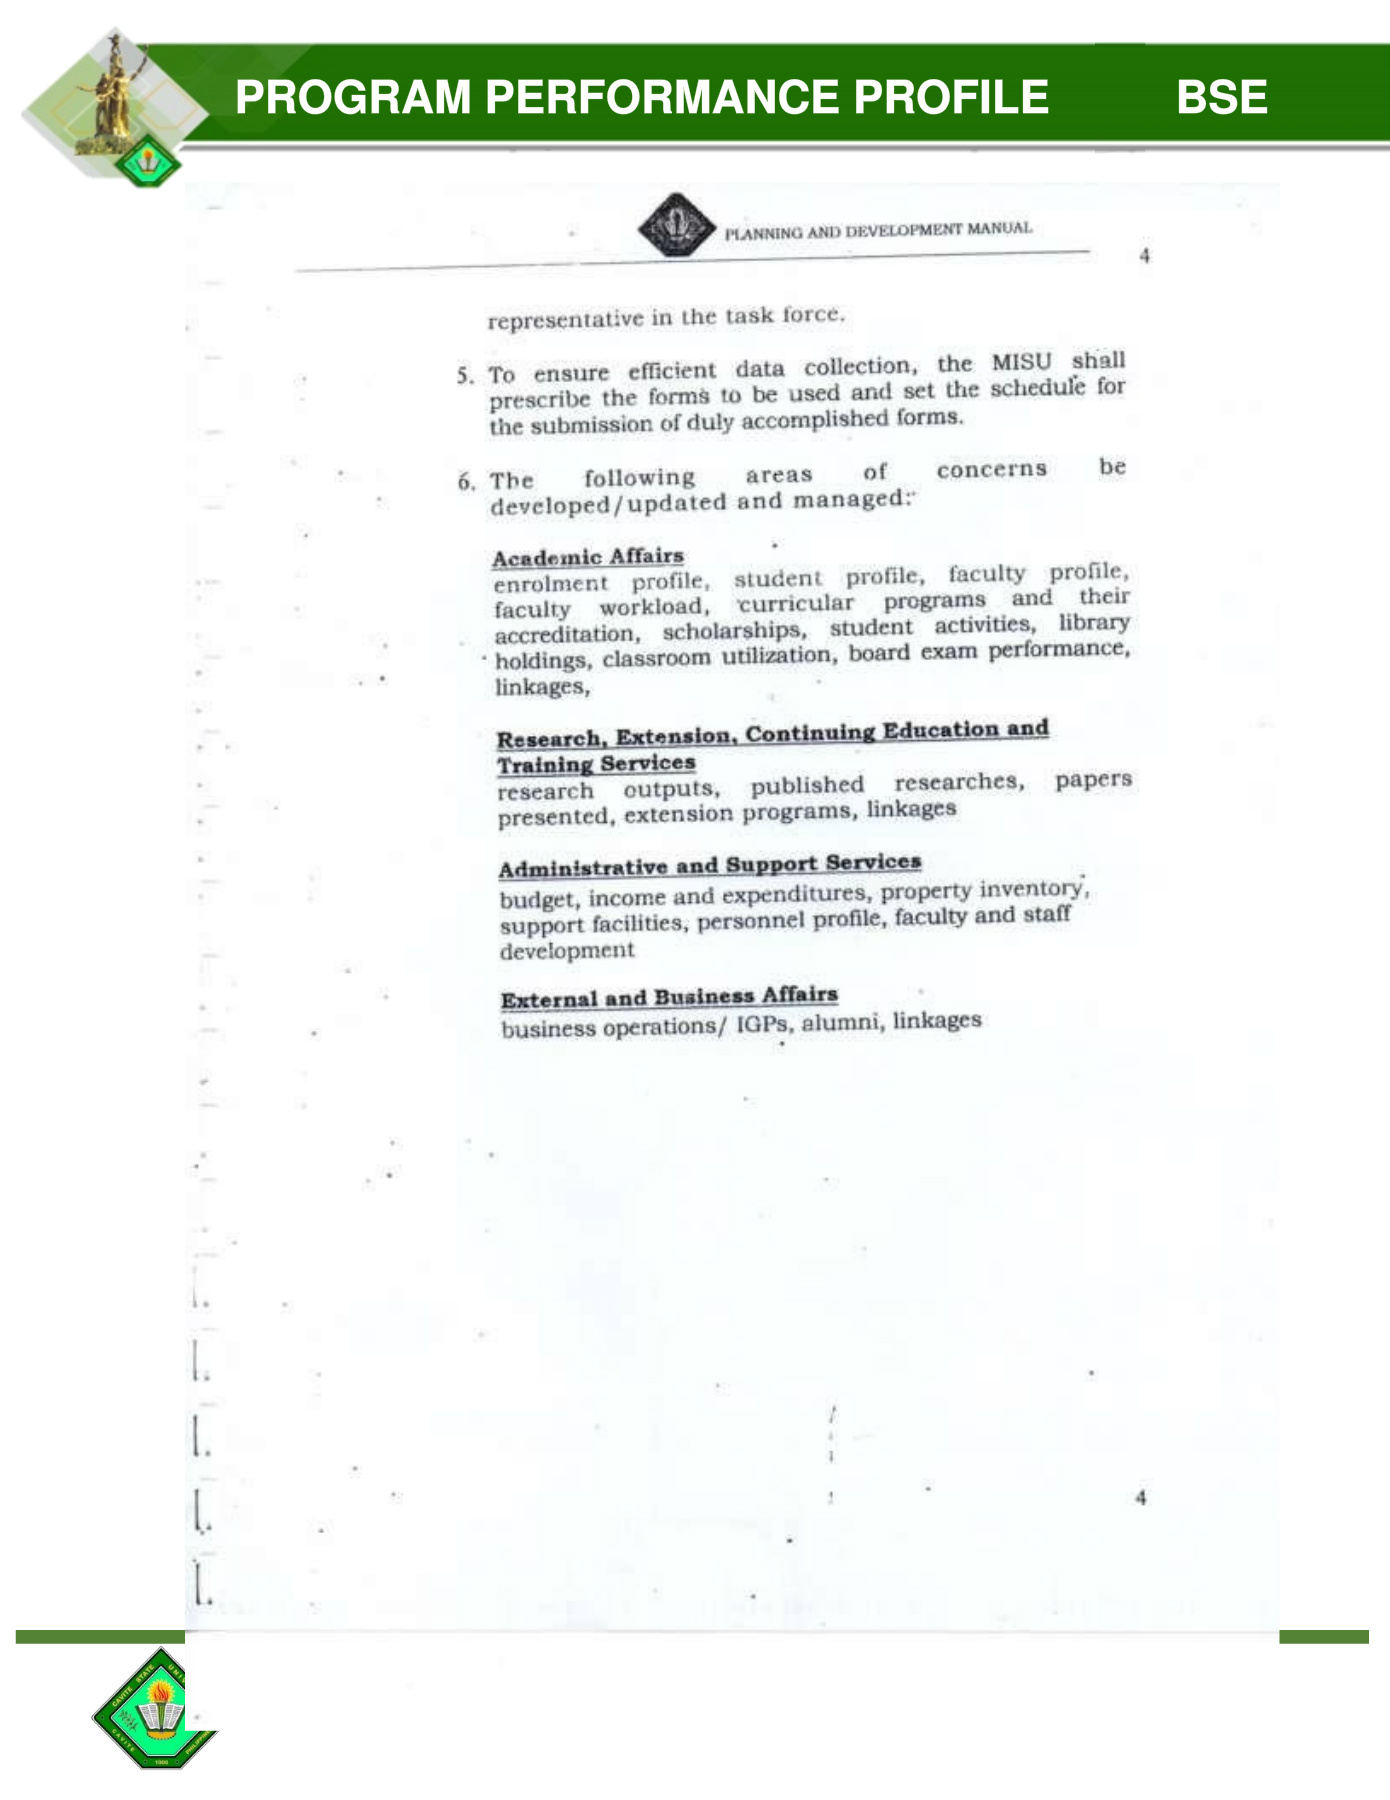 PROGRAM PERFORMANCE PROFILE BSE
PLANNING AND DEVELOPMENT MANUAL
4
representative in the task force.
5. To ensure efficient data collection, the MISU shall
prescribe the forms to be used and set the schedule for
the submission of duly accomplished forms.
6. The following areas of concerns be
developed/updated and managed:
Academic Affairs
enrolment profile, student profile, faculty profile,
faculty workload, curricular programs and their
accreditation, scholarships, student activities, library
holdings, classroom utilization, board exam performance,
linkages,
Research, Extension, Continuing Education and
Training Services
research outputs, published researches, papers
presented, extension programs, linkages
Administrative and Support Services
budget, income and expenditures, property inventory,
support facilities, personnel profile, faculty and staff
development
External and Business Affairs
business operations/ IGPs, alumni, linkages
4
CAVITE STATE
CAVITE
1906